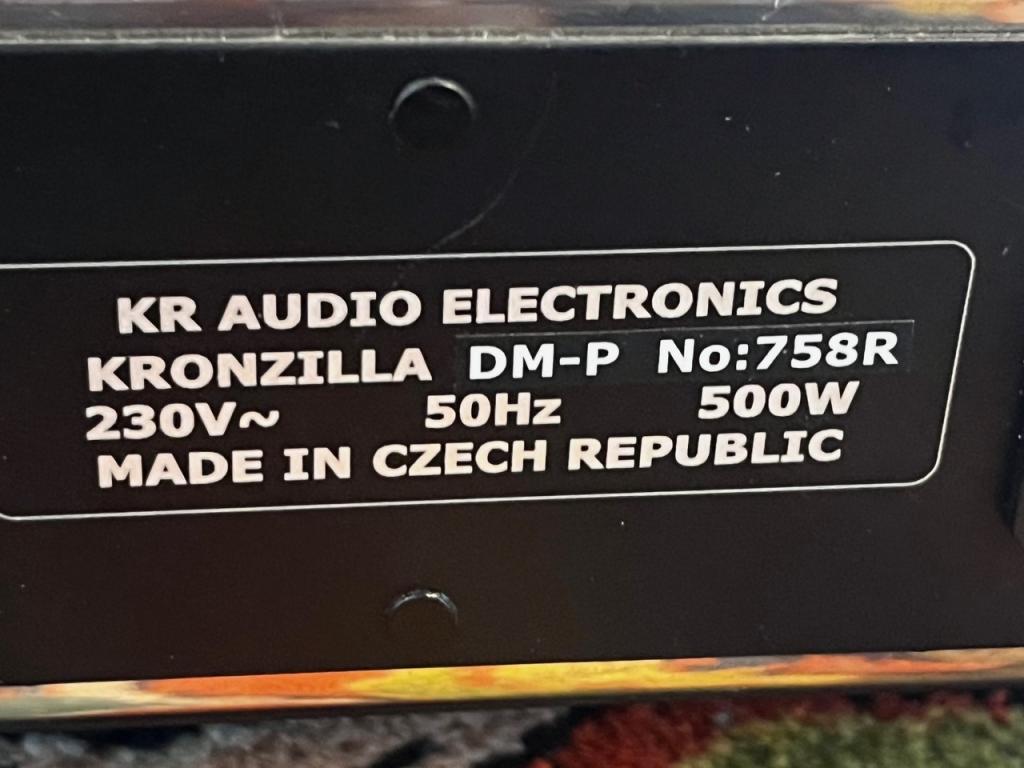 KR AUDIO ELECTRONICS
KRONZILLA DM-P No:758R
230V~ 50Hz 500W
MADE IN CZECH REPUBLIC